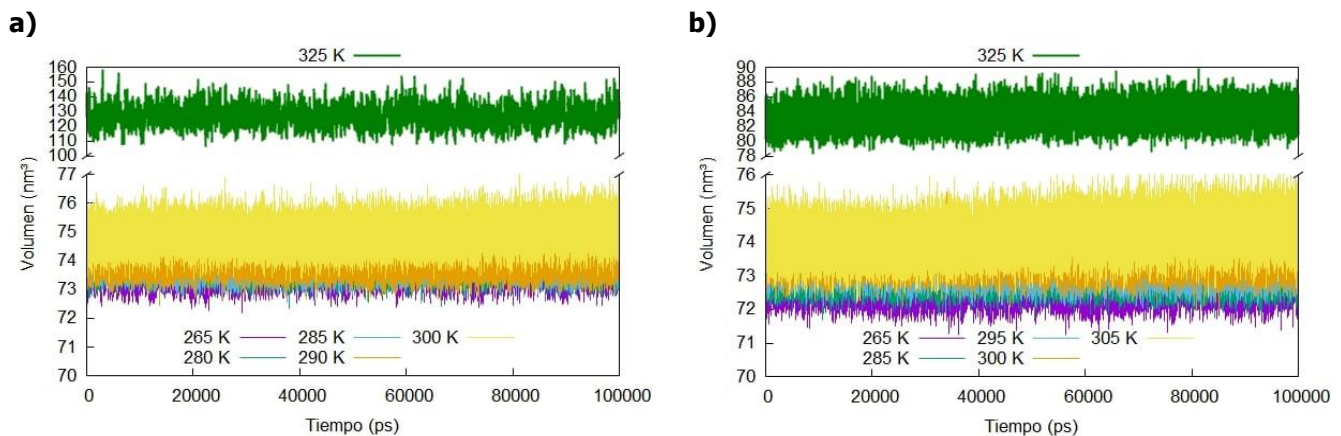 a)
325 K
160
150
140
130
120
110
100
77
76
75
74
73
72
71
70
Volumen (nm³)
265 K 285 K 300 K
280 K 290 K
0 20000 40000 60000 80000 100000
Tiempo (ps)
b)
325 K
90
88
86
84
82
80
78
76
75
74
73
72
71
70
Volumen (nm³)
265 K 295 K 305 K
285 K 300 K
0 20000 40000 60000 80000 100000
Tiempo (ps)